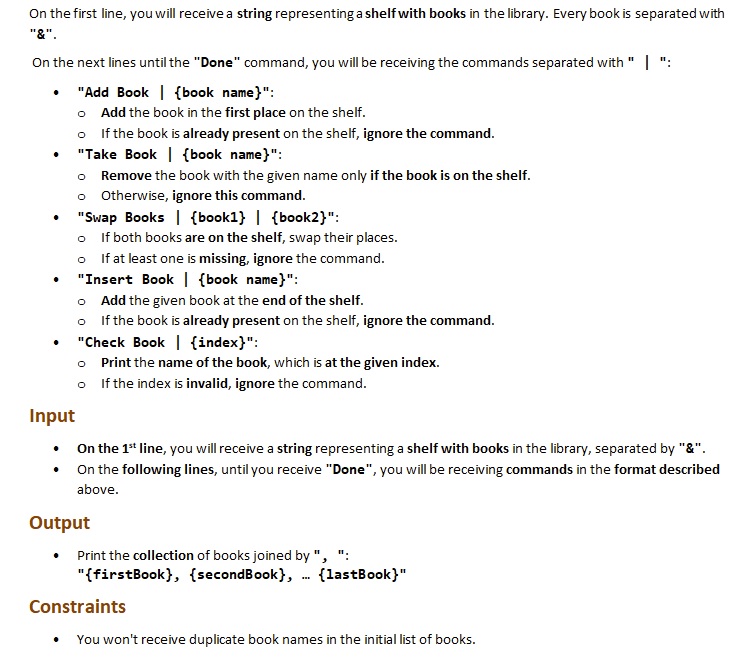 On the first line, you will receive a string representing a shelf with books in the library. Every book is separated with
"&".
On the next lines until the "Done" command, you will be receiving the commands separated with " | ":
• "Add Book | {book name}":
o Add the book in the first place on the shelf.
o If the book is already present on the shelf, ignore the command.
• "Take Book | {book name}":
o Remove the book with the given name only if the book is on the shelf.
o Otherwise, ignore this command.
• "Swap Books | {book1} | {book2}":
o If both books are on the shelf, swap their places.
o If at least one is missing, ignore the command.
• "Insert Book | {book name}":
o Add the given book at the end of the shelf.
o If the book is already present on the shelf, ignore the command.
• "Check Book | {index}":
o Print the name of the book, which is at the given index.
o If the index is invalid, ignore the command.
Input
• On the 1st line, you will receive a string representing a shelf with books in the library, separated by "&".
• On the following lines, until you receive "Done", you will be receiving commands in the format described
above.
Output
• Print the collection of books joined by ", ":
"{firstBook}, {secondBook}, … {lastBook}"
Constraints
• You won't receive duplicate book names in the initial list of books.